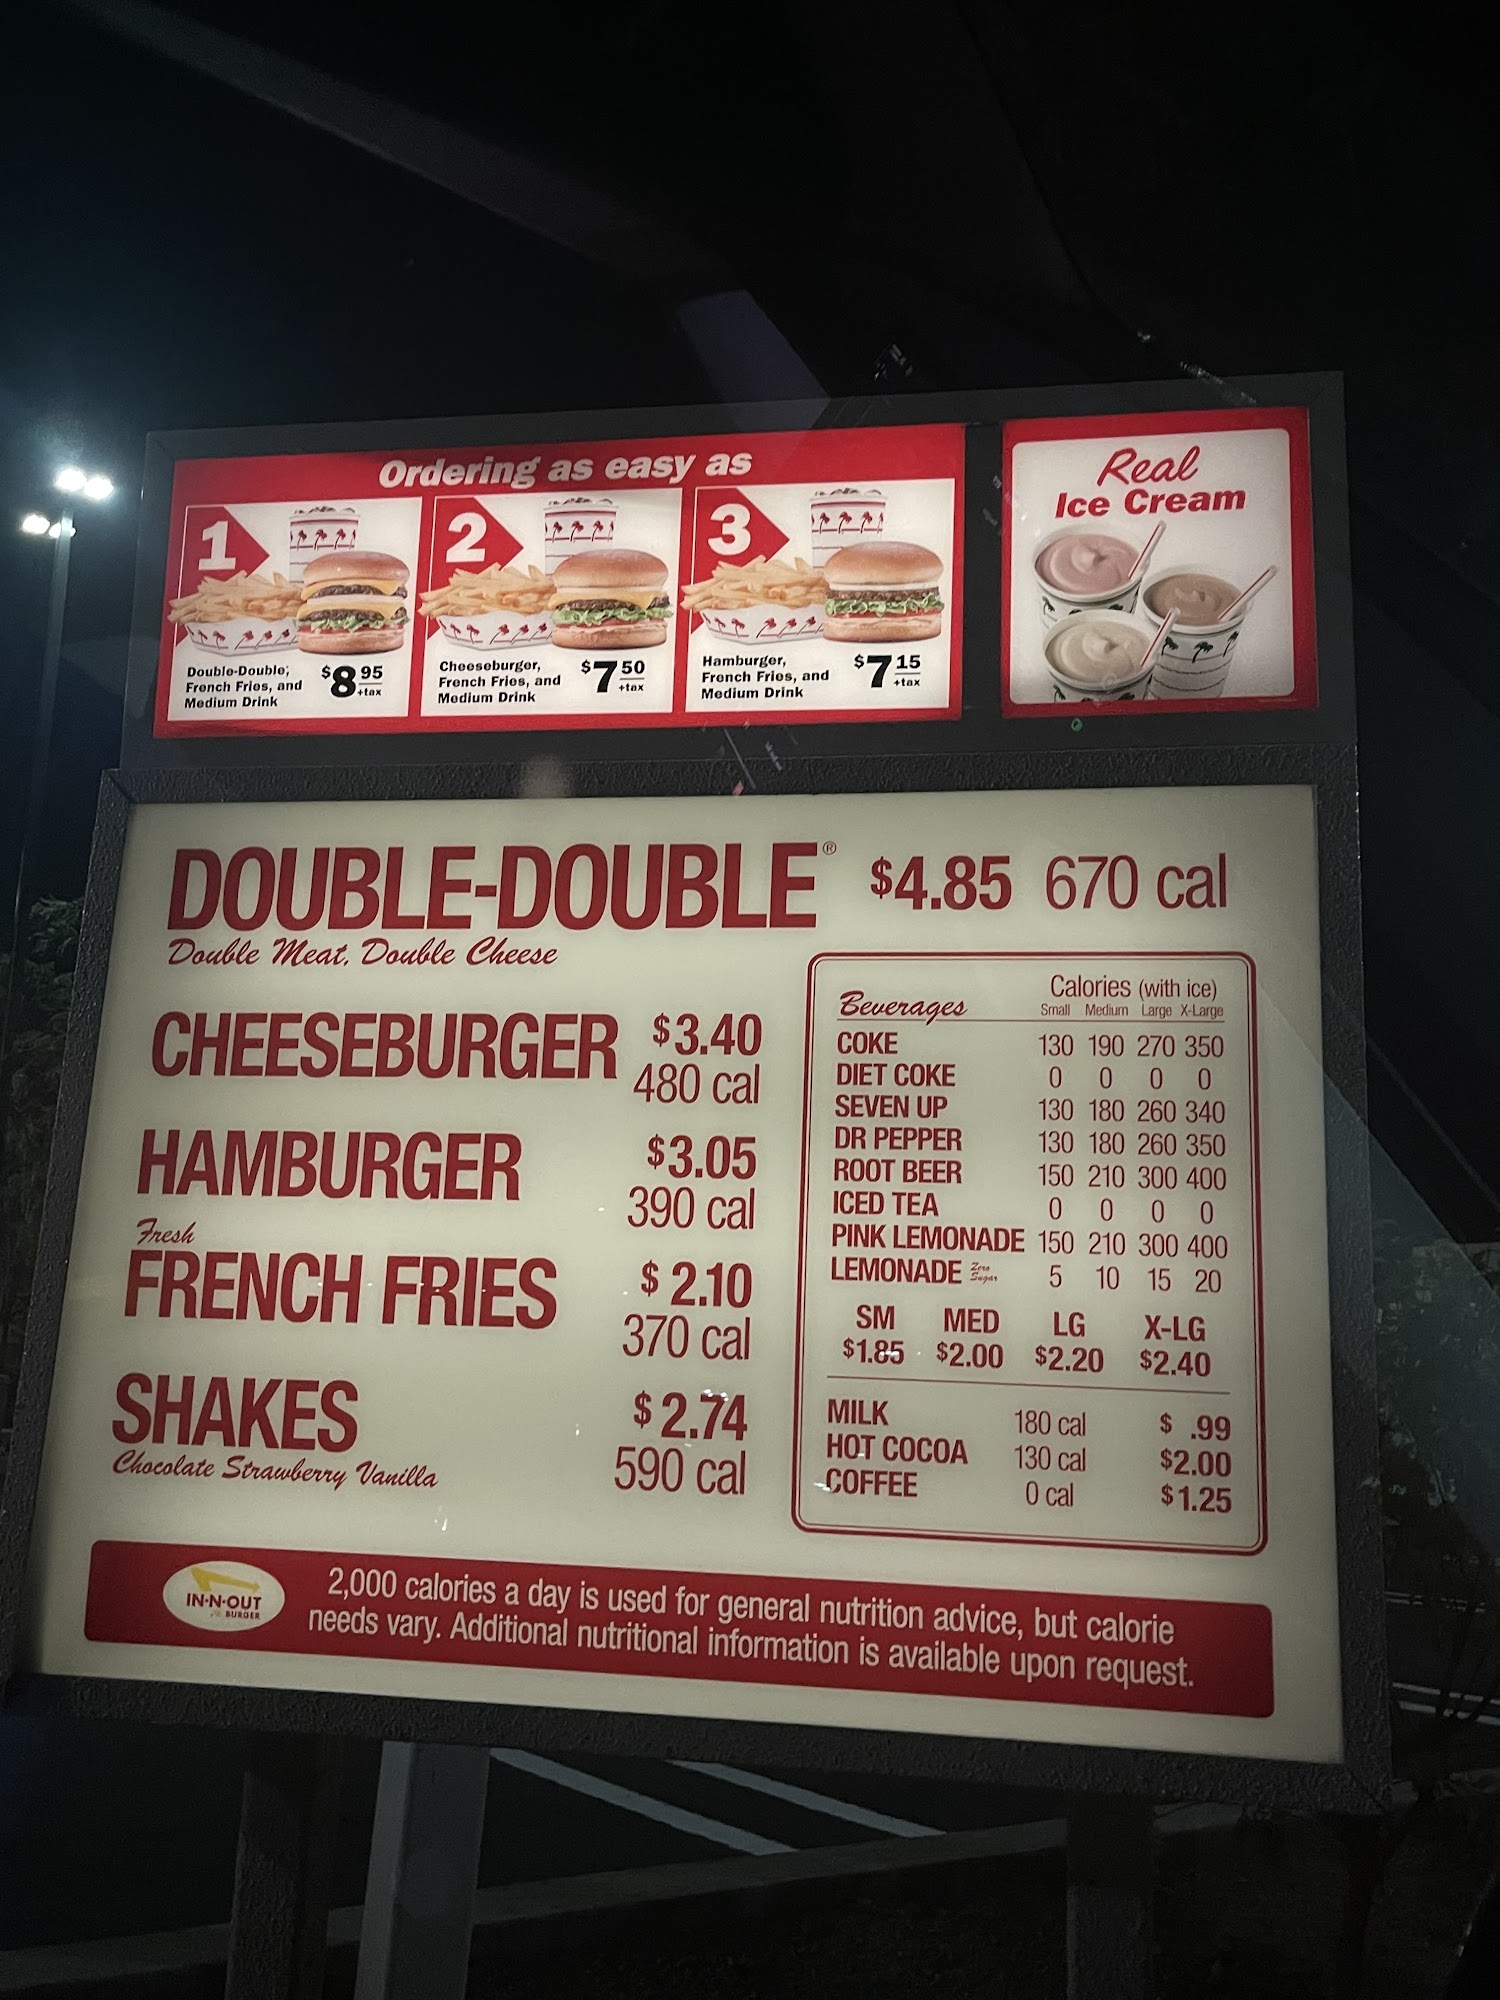 Ordering as easy as
1
Double-Double,
French Fries, and
Medium Drink
$8 95
+tax
2
Cheeseburger,
French Fries, and
Medium Drink
$7 50
+tax
3
Hamburger,
French Fries, and
Medium Drink
$7 15
+tax
Real
Ice Cream
DOUBLE-DOUBLE® $4.85 670 cal
Double Meat, Double Cheese
CHEESEBURGER $3.40
480 cal
HAMBURGER $3.05
390 cal
Fresh
FRENCH FRIES $2.10
370 cal
SHAKES $2.74
Chocolate Strawberry Vanilla 590 cal
Calories (with ice)
Beverages Small Medium Large X-Large
COKE 130 190 270 350
DIET COKE 0 0 0 0
SEVEN UP 130 180 260 340
DR PEPPER 130 180 260 350
ROOT BEER 150 210 300 400
ICED TEA 0 0 0 0
PINK LEMONADE 150 210 300 400
LEMONADE Zero Sugar 5 10 15 20
SM MED LG X-LG
$1.85 $2.00 $2.20 $2.40
MILK 180 cal $ .99
HOT COCOA 130 cal $2.00
COFFEE 0 cal $1.25
IN-N-OUT
BURGER
2,000 calories a day is used for general nutrition advice, but calorie
needs vary. Additional nutritional information is available upon request.